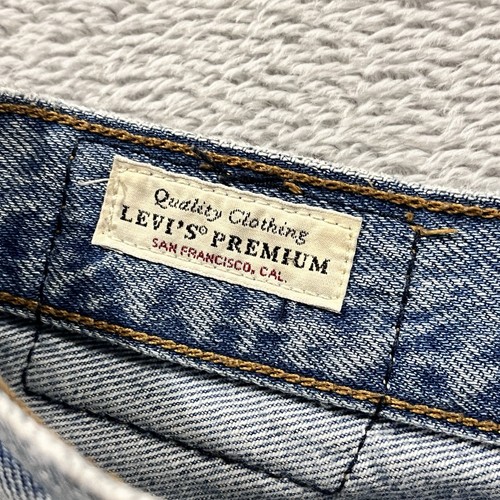 Quality Clothing
LEVI'S® PREMIUM
SAN FRANCISCO, CAL.